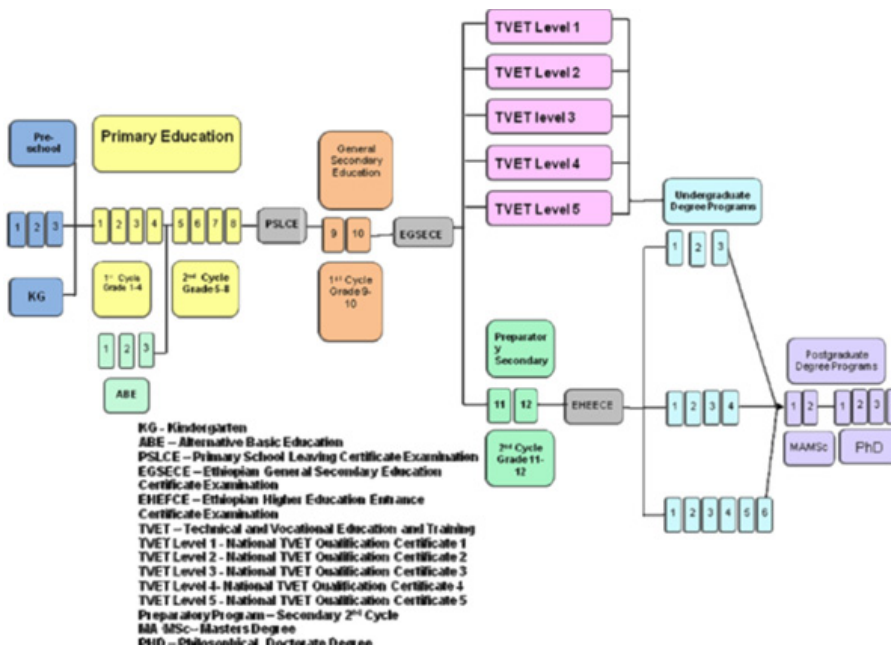 TVET Level 1
TVET Level 2
TVET level 3
TVET Level 4
TVET Level 5
Pre-
school
Primary Education
General
Secondary
Education
Undergraduate
Degree Programs
1 2 3
1 2 3 4
5 6 7 8
PSLCE
9 10
EGSECE
1 2 3
KG
1st Cycle
Grade 1-4
2nd Cycle
Grade 5-8
1st Cycle
Grade 9-
10
1 2 3
ABE
Preparator
y
Secondary
11 12
EHEECE
2nd Cycle
Grade 11-
12
1 2 3 4
1 2 3 4 5 6
Postgraduate
Degree Programs
1 2
1 2 3
MAMSc
PhD
KG - Kindergarten
ABE – Alternative Basic Education
PSLCE – Primary School Leaving Certificate Examination
EGSECE – Ethiopian General Secondary Education
Certificate Examination
EHEFCE – Ethiopian Higher Education Entrance
Certificate Examination
TVET – Technical and Vocational Education and Training
TVET Level 1 - National TVET Qualification Certificate 1
TVET Level 2 - National TVET Qualification Certificate 2
TVET Level 3 - National TVET Qualification Certificate 3
TVET Level 4- National TVET Qualification Certificate 4
TVET Level 5 - National TVET Qualification Certificate 5
Preparatory Program – Secondary 2nd Cycle
MA MSc– Masters Degree
PHD – Philosophical Doctorate Degree